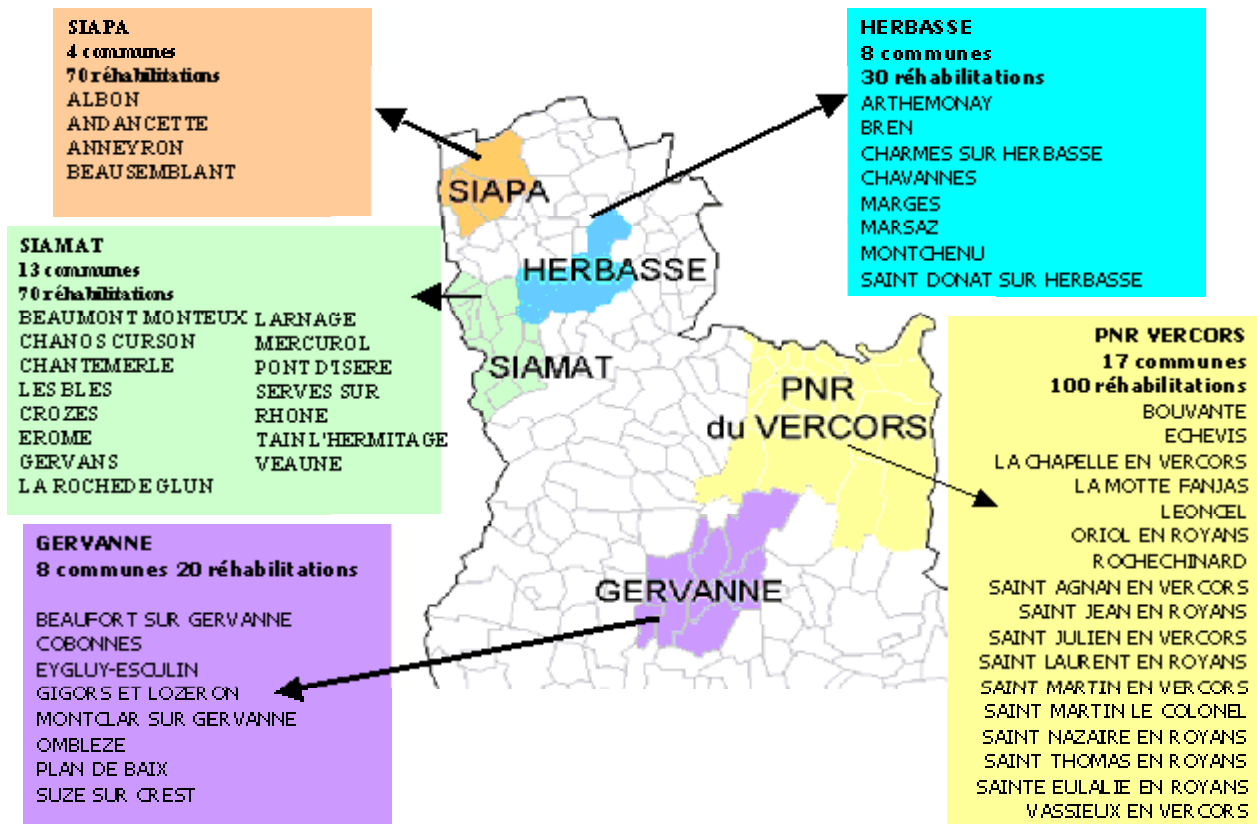 SIAPA
4 communes
70 réhabilitations
ALBON
ANDANCETTE
ANNEYRON
BEAUSEMBLANT
HERBASSE
8 communes
30 réhabilitations
ARTHEMONAY
BREN
CHARMES SUR HERBASSE
CHAVANNES
MARGES
MARSAZ
MONTCHENU
SAINT DONAT SUR HERBASSE
SIAMAT
13 communes
70 réhabilitations
BEAUMONT MONTEUX
CHANOS CURSON
CHANTEMERLE
LES BLES
CROZES
EROME
GERVANS
LA ROCHE DE GLUN
LARNAGE
MERCUROL
PONT D'ISERE
SERVES SUR
RHONE
TAIN L'HERMITAGE
VEAUNE
SIAPA
HERBASSE
SIAMAT
PNR
du VERCORS
GERVANNE
PNR VERCORS
17 communes
100 réhabilitations
BOUVANTE
ECHEVIS
LA CHAPELLE EN VERCORS
LA MOTTE FANJAS
LEONCEL
ORIOL EN ROYANS
ROCHECHINARD
SAINT AGNAN EN VERCORS
SAINT JEAN EN ROYANS
SAINT JULIEN EN VERCORS
SAINT LAURENT EN ROYANS
SAINT MARTIN EN VERCORS
SAINT MARTIN LE COLONEL
SAINT NAZAIRE EN ROYANS
SAINT THOMAS EN ROYANS
SAINTE EULALIE EN ROYANS
VASSIEUX EN VERCORS
GERVANNE
8 communes 20 réhabilitations
BEAUFORT SUR GERVANNE
COBONNES
EYGLUY-ESCULIN
GIGORS ET LOZERON
MONTCLAR SUR GERVANNE
OMBLEZE
PLAN DE BAIX
SUZE SUR CREST